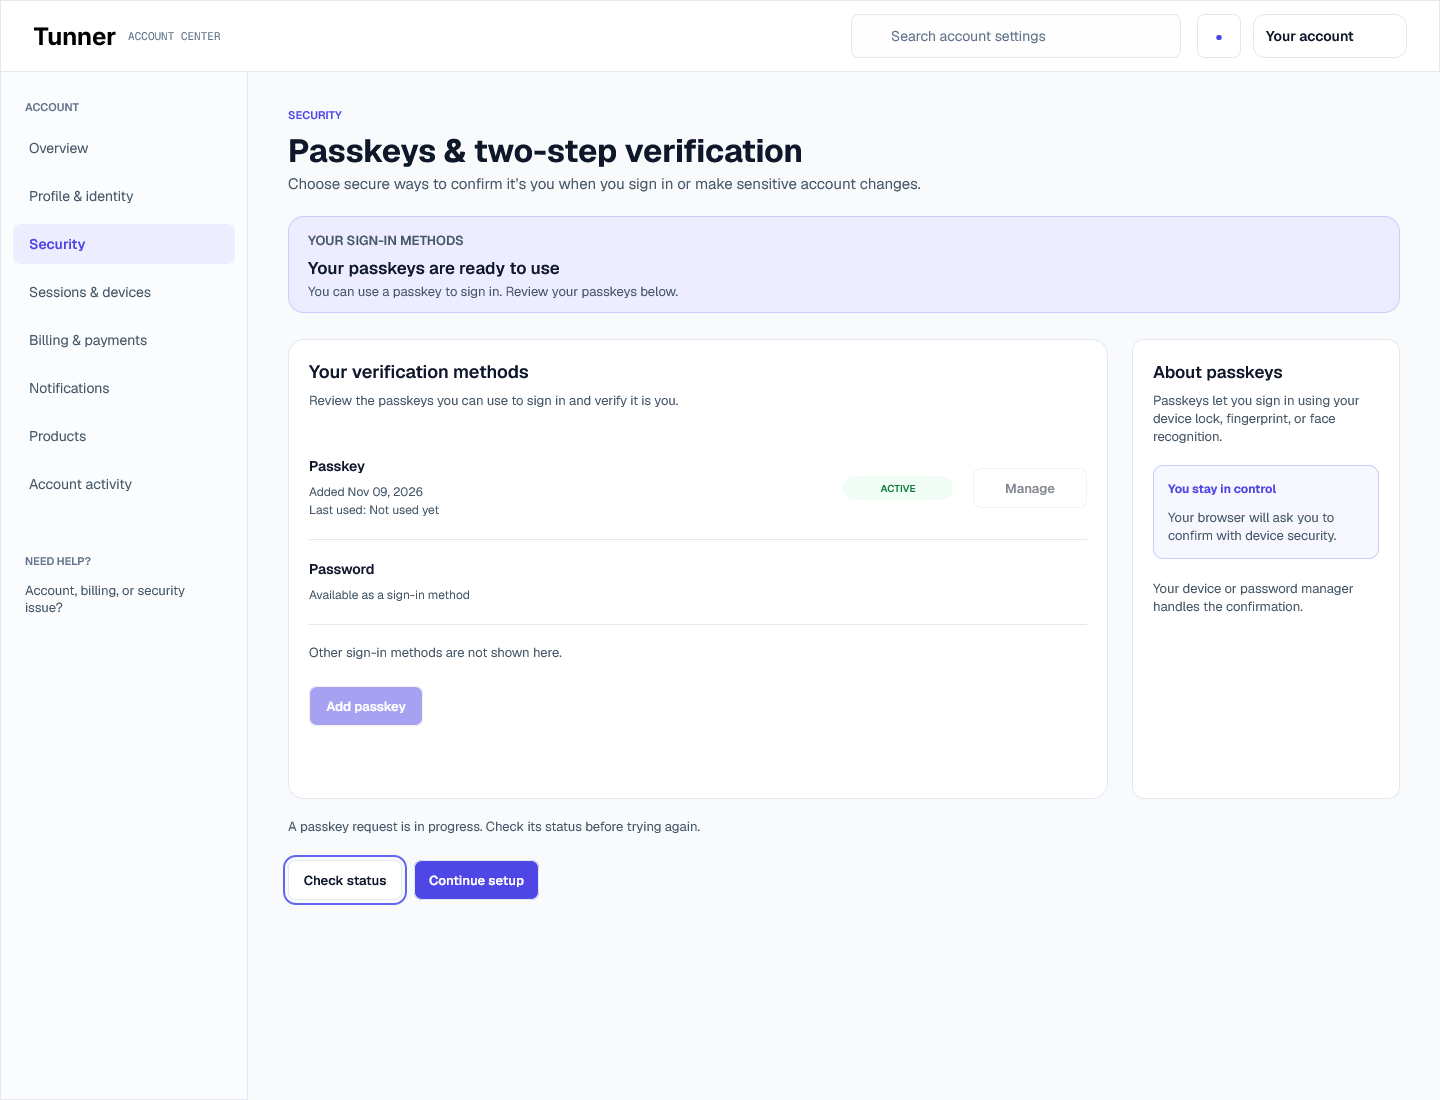 Tunner
ACCOUNT CENTER
Search account settings
Your account
ACCOUNT
Overview
Profile & identity
Security
Sessions & devices
Billing & payments
Notifications
Products
Account activity
NEED HELP?
Account, billing, or security
issue?
SECURITY
Passkeys & two-step verification
Choose secure ways to confirm it’s you when you sign in or make sensitive account changes.
YOUR SIGN-IN METHODS
Your passkeys are ready to use
You can use a passkey to sign in. Review your passkeys below.
Your verification methods
Review the passkeys you can use to sign in and verify it is you.
Passkey
Added Nov 09, 2026
Last used: Not used yet
ACTIVE
Manage
Password
Available as a sign-in method
Other sign-in methods are not shown here.
Add passkey
About passkeys
Passkeys let you sign in using your
device lock, fingerprint, or face
recognition.
You stay in control
Your browser will ask you to
confirm with device security.
Your device or password manager
handles the confirmation.
A passkey request is in progress. Check its status before trying again.
Check status
Continue setup